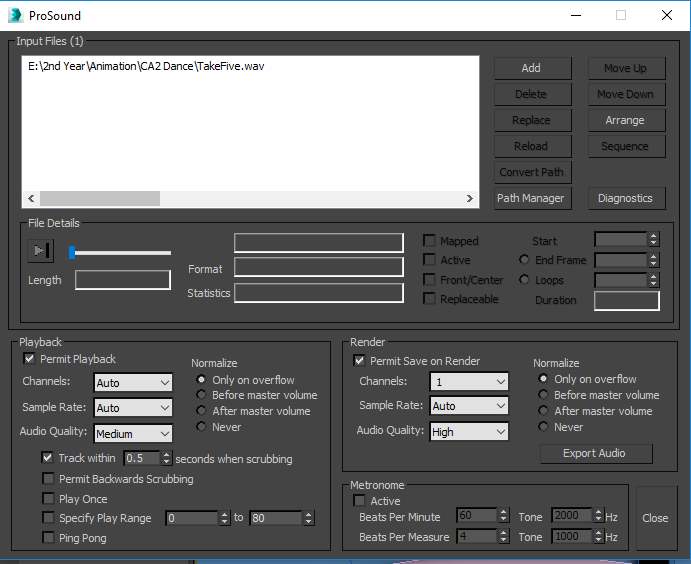 ProSound
Input Files (1)
E:\2nd Year\Animation\CA2 Dance\TakeFive.wav
Add
Move Up
Delete
Move Down
Replace
Arrange
Reload
Sequence
Convert Path
Path Manager
Diagnostics
File Details
Length
Format
Statistics
Mapped
Active
Front/Center
Replaceable
Start
End Frame
Loops
Duration
Playback
Permit Playback
Channels: Auto
Sample Rate: Auto
Audio Quality: Medium
Normalize
Only on overflow
Before master volume
After master volume
Never
Track within 0.5 seconds when scrubbing
Permit Backwards Scrubbing
Play Once
Specify Play Range 0 to 80
Ping Pong
Render
Permit Save on Render
Channels: 1
Sample Rate: Auto
Audio Quality: High
Normalize
Only on overflow
Before master volume
After master volume
Never
Export Audio
Metronome
Active
Beats Per Minute 60 Tone 2000 Hz
Beats Per Measure 4 Tone 1000 Hz
Close